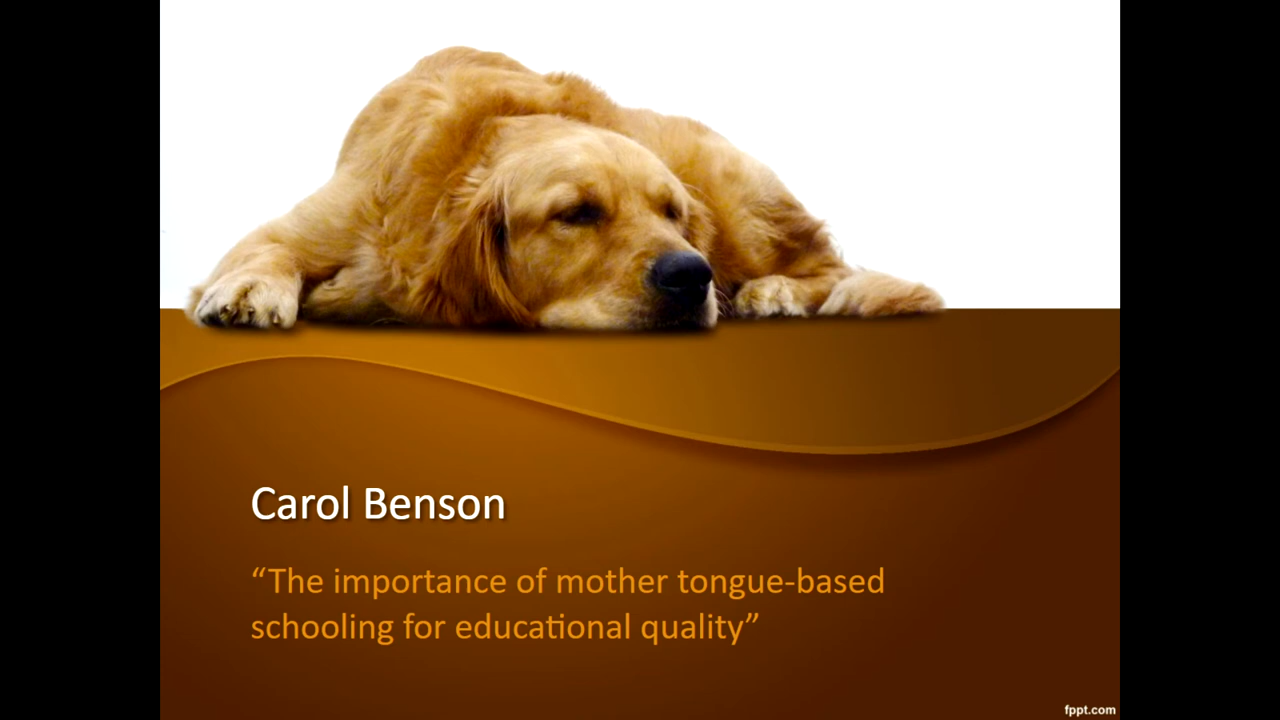 Carol Benson
“The importance of mother tongue-based
schooling for educational quality”
fppt.com